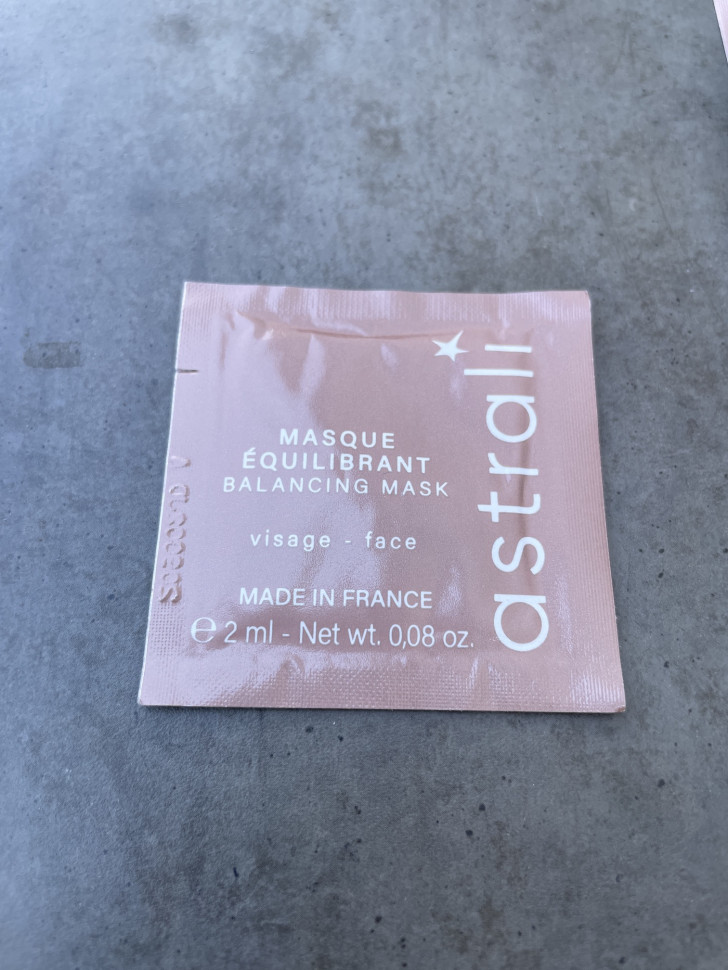 MASQUE
ÉQUILIBRANT
BALANCING MASK
visage - face
MADE IN FRANCE
℮ 2 ml - Net wt. 0,08 oz.
astrali